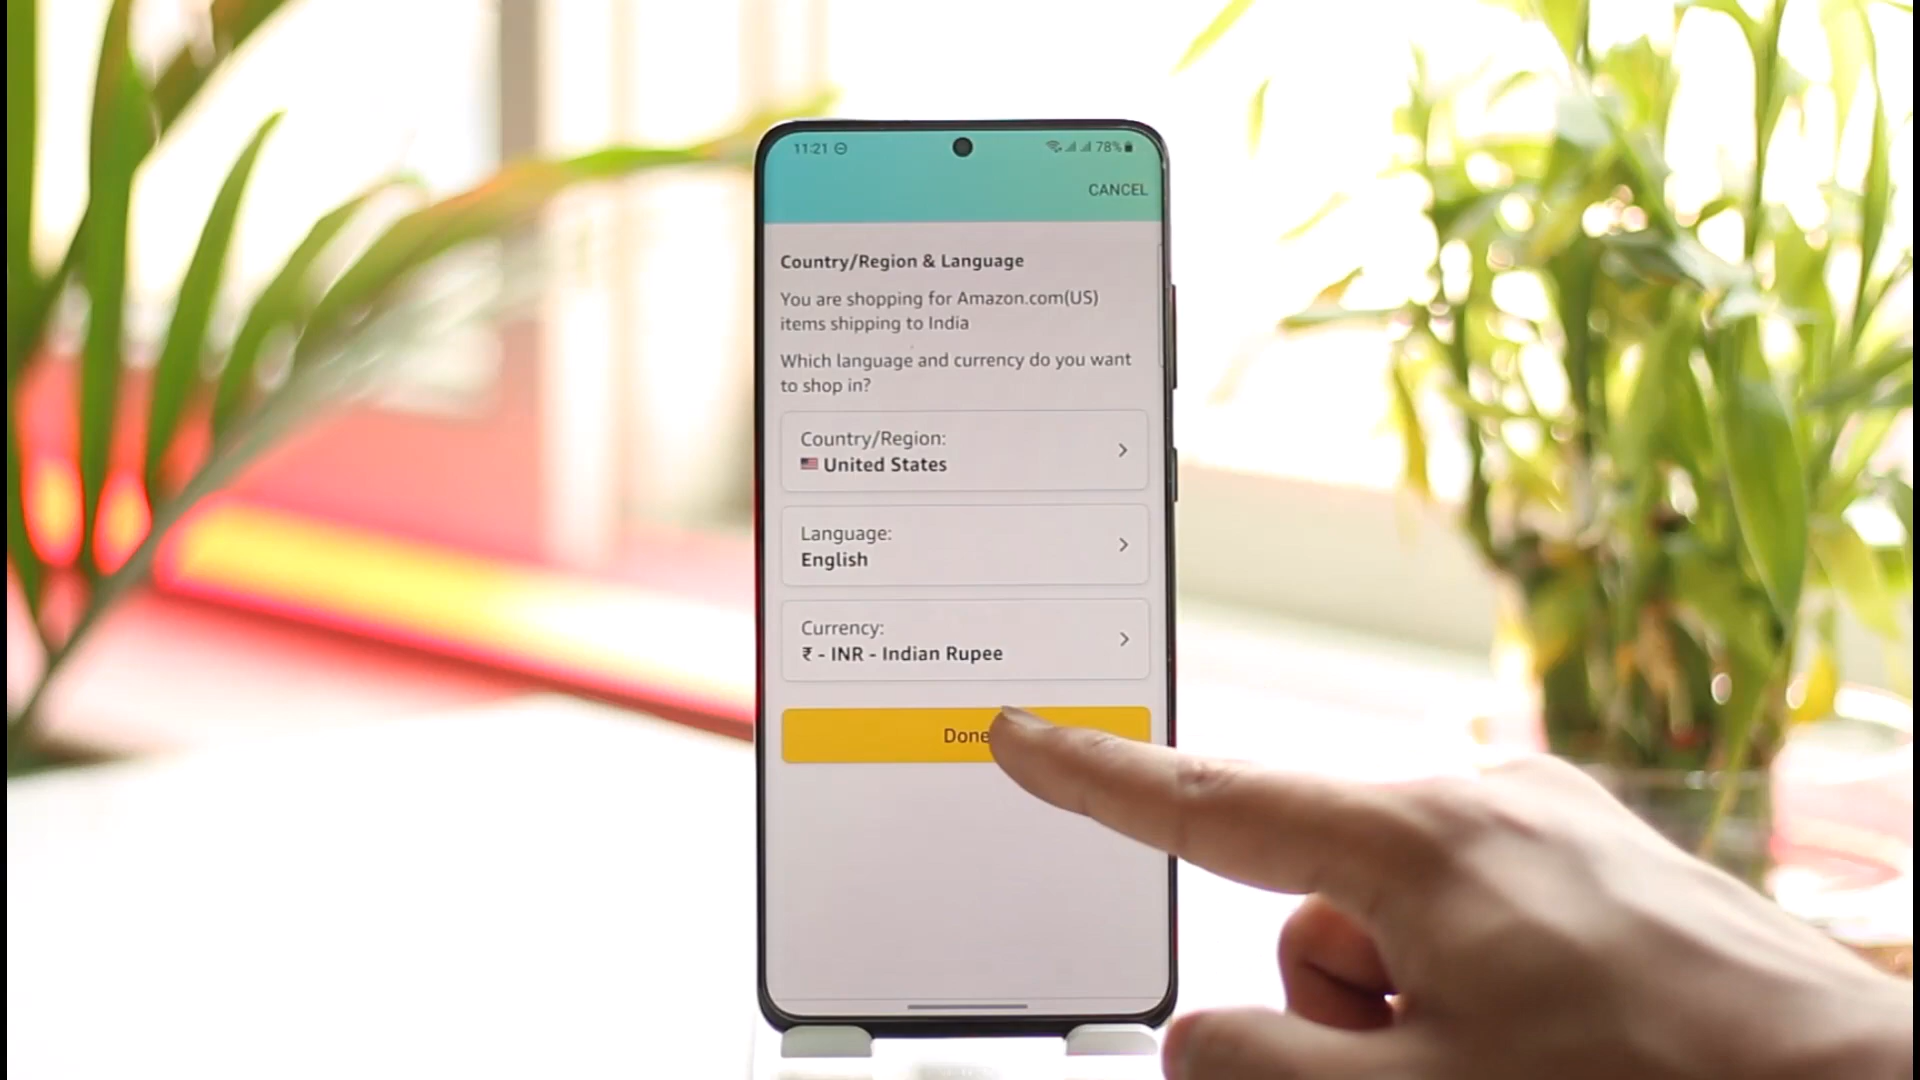 11:21
78%
CANCEL
Country/Region & Language
You are shopping for Amazon.com(US)
items shipping to India
Which language and currency do you want
to shop in?
Country/Region:
United States
Language:
English
Currency:
₹ - INR - Indian Rupee
Done